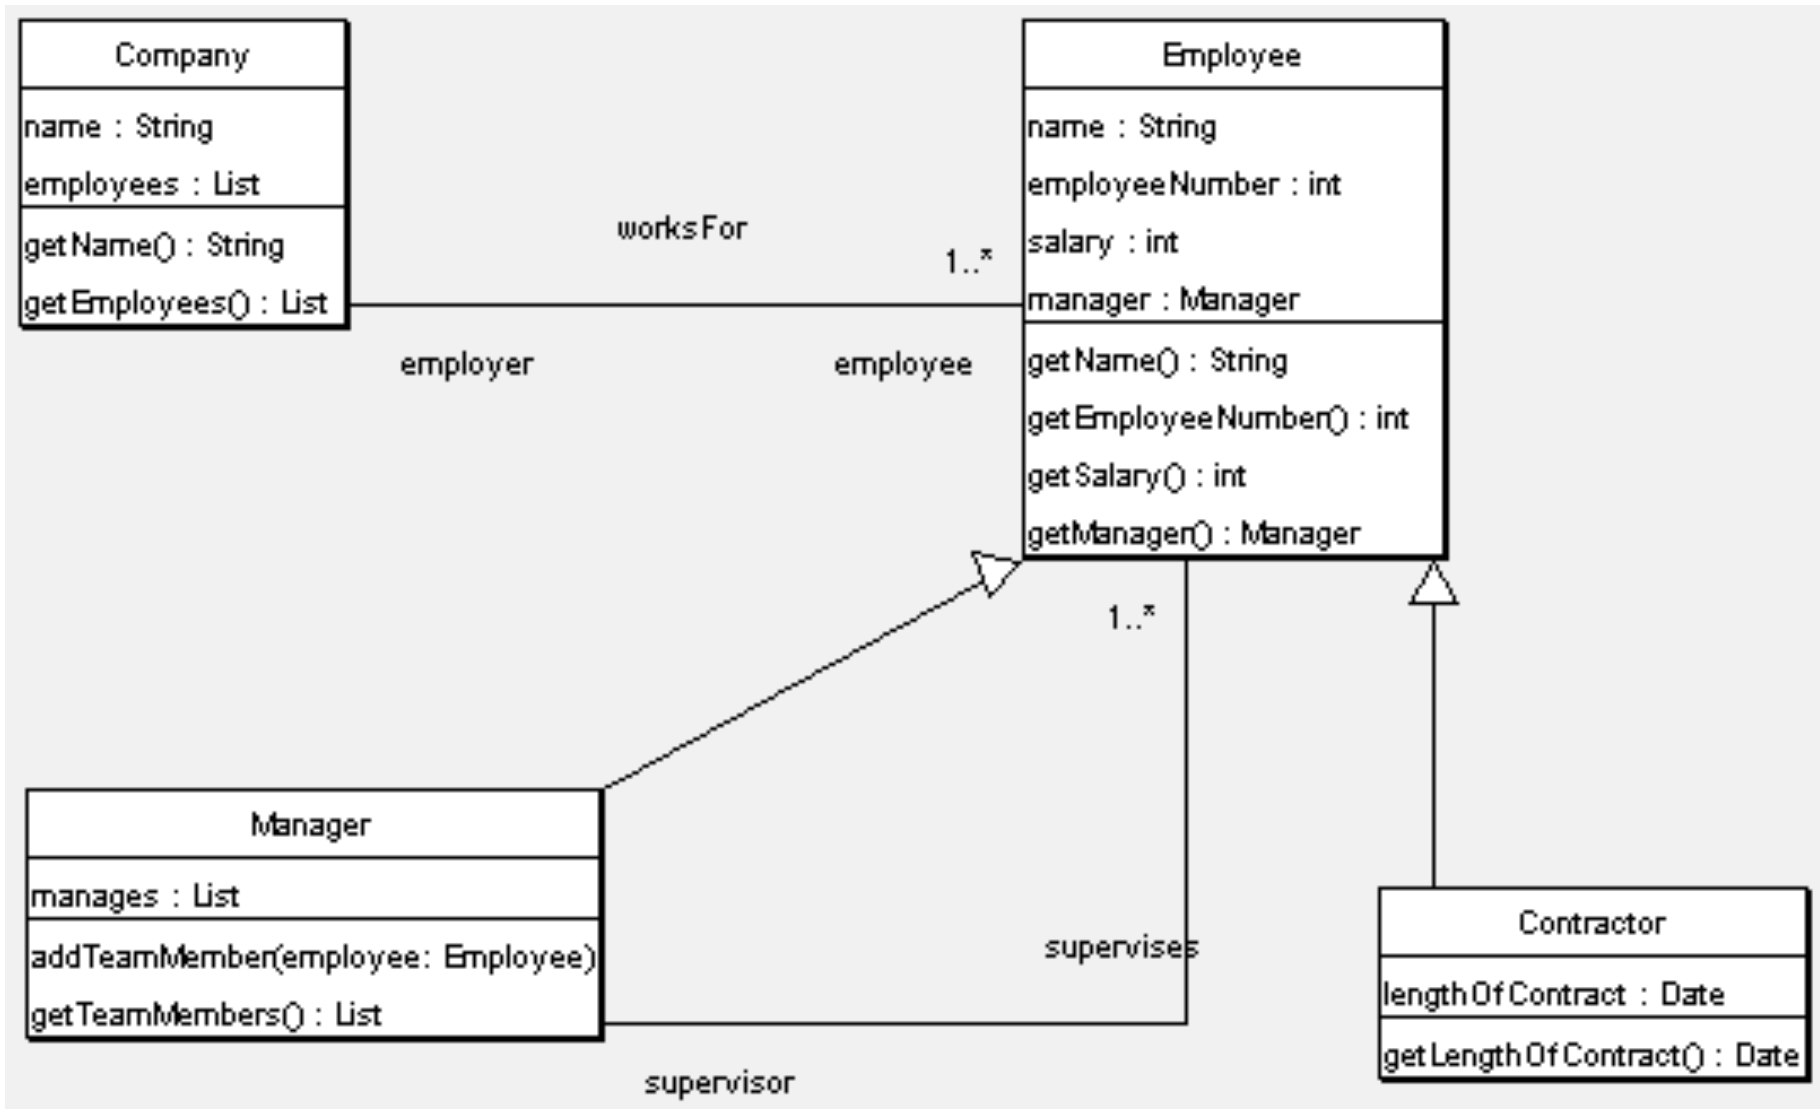 Company
name : String
employees : List
getName() : String
getEmployees() : List
worksFor
1..*
employer
employee
Employee
name : String
employeeNumber : int
salary : int
manager : Manager
getName() : String
getEmployeeNumber() : int
getSalary() : int
getManager() : Manager
1..*
Manager
manages : List
addTeamMember(employee: Employee)
getTeamMembers() : List
supervises
supervisor
Contractor
lengthOfContract : Date
getLengthOfContract() : Date